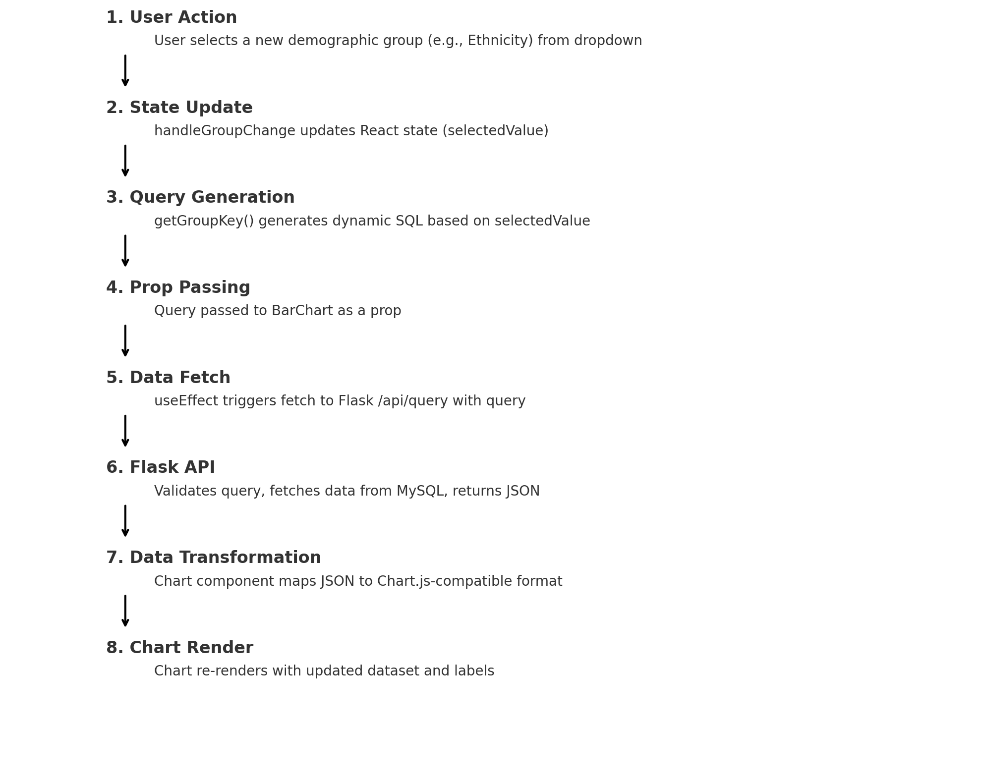 1. User Action
User selects a new demographic group (e.g., Ethnicity) from dropdown
2. State Update
handleGroupChange updates React state (selectedValue)
3. Query Generation
getGroupKey() generates dynamic SQL based on selectedValue
4. Prop Passing
Query passed to BarChart as a prop
5. Data Fetch
useEffect triggers fetch to Flask /api/query with query
6. Flask API
Validates query, fetches data from MySQL, returns JSON
7. Data Transformation
Chart component maps JSON to Chart.js-compatible format
8. Chart Render
Chart re-renders with updated dataset and labels